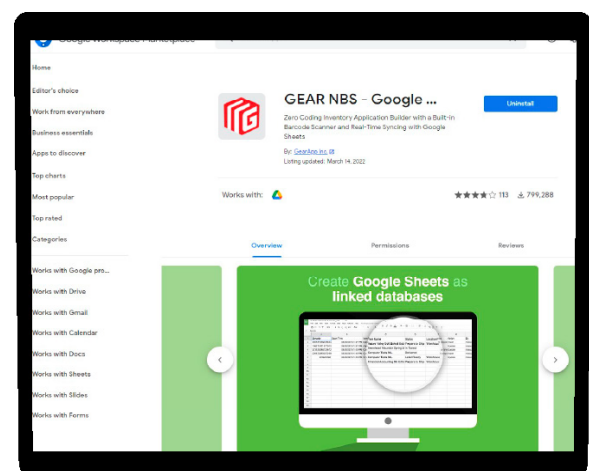 Google Workspace Marketplace
Home
Editor's choice
Work from everywhere
Business essentials
Apps to discover
Top charts
Most popular
Top rated
Categories
Works with Google pro...
Works with Drive
Works with Gmail
Works with Calendar
Works with Docs
Works with Sheets
Works with Slides
Works with Forms
GEAR NBS - Google ...
Uninstall
Zero Coding Inventory Application Builder with a Built-in
Barcode Scanner and Real-Time Syncing with Google
Sheets
By: GearApp Inc.
Listing updated: March 14, 2022
Works with:
113
799,288
Overview
Permissions
Reviews
Create Google Sheets as
linked databases